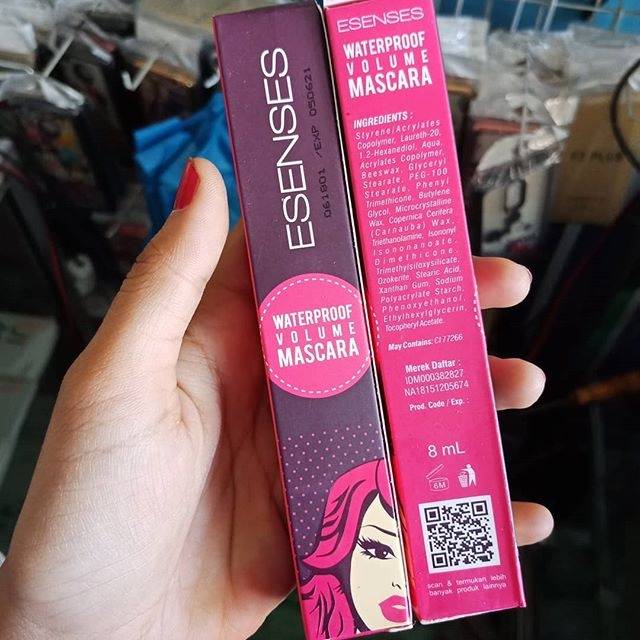 ESENSES
061801 /EXP 050621
WATERPROOF
VOLUME
MASCARA
ESENSES
WATERPROOF
VOLUME
MASCARA
INGREDIENTS :
Styrene/Acrylates
Copolymer, Laureth-20,
1.2-Hexanediol, Aqua,
Acrylates Copolymer,
Beeswax, Glyceryl
Stearate, PEG-100
Stearate, Phenyl
Trimethicone, Butylene
Glycol, Microcrystalline
Wax, Copernica Cerifera
(Carnauba) Wax,
Triethanolamine, Isononyl
Isononanoate,
Dimethicone,
Trimethylsiloxysilicate,
Ozokerite, Stearic Acid,
Xanthan Gum, Sodium
Polyacrylate Starch,
Phenoxyethanol,
Ethylhexylglycerin,
Tocopheryl Acetate.
May Contains: CI 77266
Merek Daftar :
IDM000382827
NA18151205674
Prod. Code / Exp :
8 mL
6M
scan & temukan lebih
banyak produk lainnya